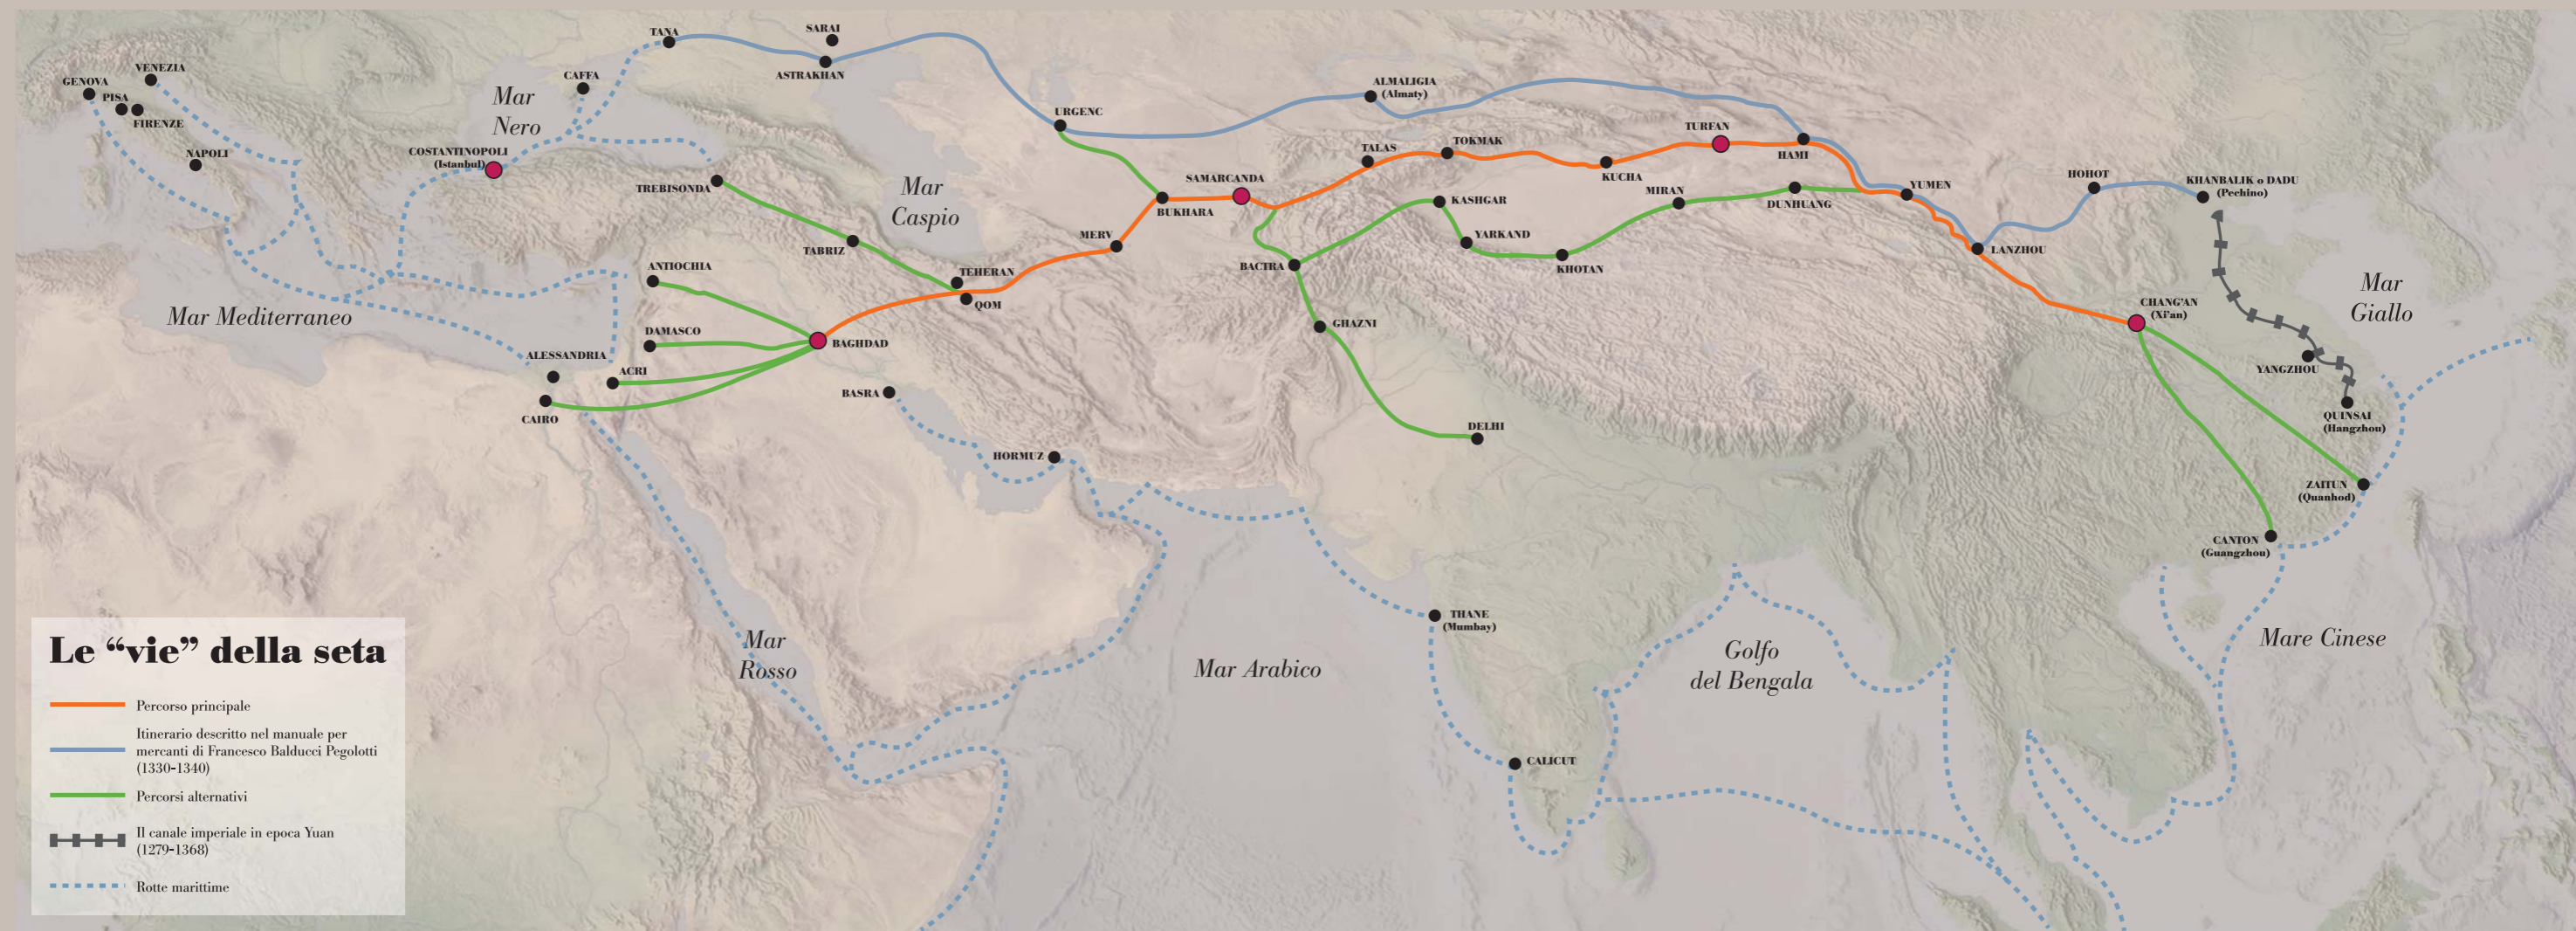 TANA
SARAI
ASTRAKHAN
VENEZIA
GENOVA
PISA
FIRENZE
NAPOLI
CAFFA
Mar
Nero
COSTANTINOPOLI
(Istanbul)
TREBISONDA
TABRIZ
Mar
Caspio
TEHERAN
QOM
URGENC
ALMALIGIA
(Almaty)
TALAS
TOKMAK
TURFAN
HAMI
KUCHA
SAMARCANDA
BUKHARA
MERV
KASHGAR
YARKAND
KHOTAN
MIRAN
DUNHUANG
YUMEN
HOHOT
KHANBALIK o DADU
(Pechino)
LANZHOU
BACTRA
GHAZNI
DELHI
CHANG'AN
(Xi'an)
Mar
Giallo
YANGZHOU
QUINSAI
(Hangzhou)
ZAITUN
(Quanhod)
CANTON
(Guangzhou)
Mar Mediterraneo
ANTIOCHIA
DAMASCO
ALESSANDRIA
ACRI
CAIRO
BAGHDAD
BASRA
HORMUZ
THANE
(Mumbay)
CALICUT
Mar
Rosso
Mar Arabico
Golfo
del Bengala
Mare Cinese
Le “vie” della seta
Percorso principale
Itinerario descritto nel manuale per
mercanti di Francesco Balducci Pegolotti
(1330-1340)
Percorsi alternativi
Il canale imperiale in epoca Yuan
(1279-1368)
Rotte marittime